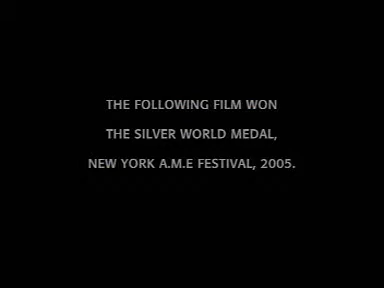 THE FOLLOWING FILM WON
THE SILVER WORLD MEDAL,
NEW YORK A.M.E FESTIVAL, 2005.